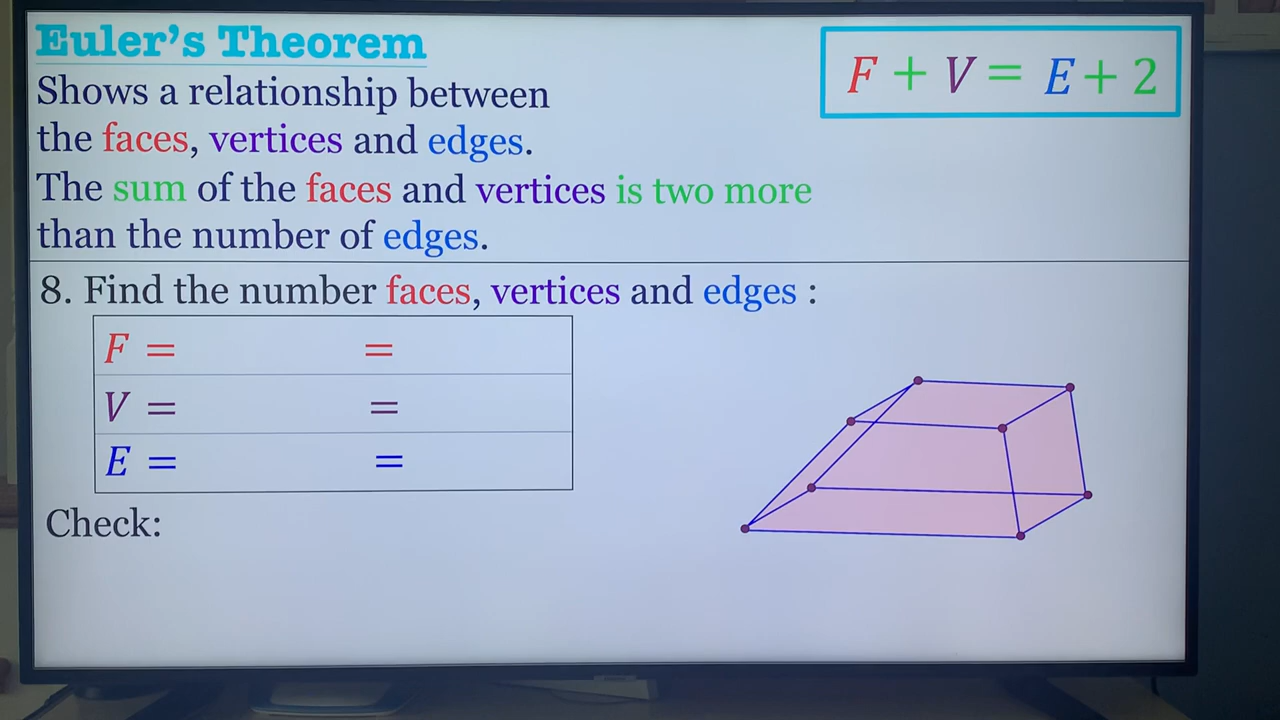 Euler's Theorem
F + V = E + 2
Shows a relationship between
the faces, vertices and edges.
The sum of the faces and vertices is two more
than the number of edges.
8. Find the number faces, vertices and edges :
F = =
V = =
E = =
Check: